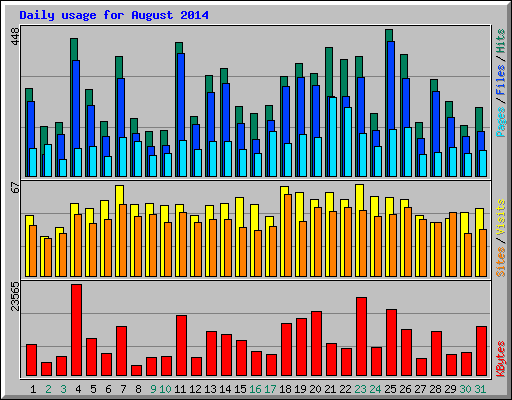 Daily usage for August 2014
448
Pages / Files / Hits
67
Sites / Visits
23565
KBytes
1 2 3 4 5 6 7 8 9 10 11 12 13 14 15 16 17 18 19 20 21 22 23 24 25 26 27 28 29 30 31